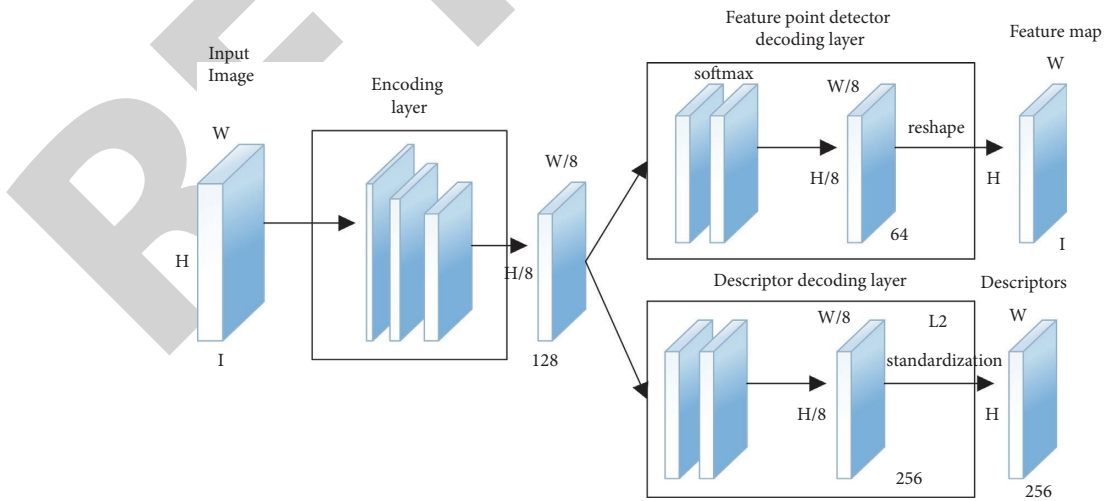 Input
Image
W
H
I
Encoding
layer
W/8
H/8
128
Feature point detector
decoding layer
softmax
W/8
H/8
64
reshape
Feature map
W
H
I
Descriptor decoding layer
W/8
H/8
256
L2
standardization
Descriptors
W
H
256